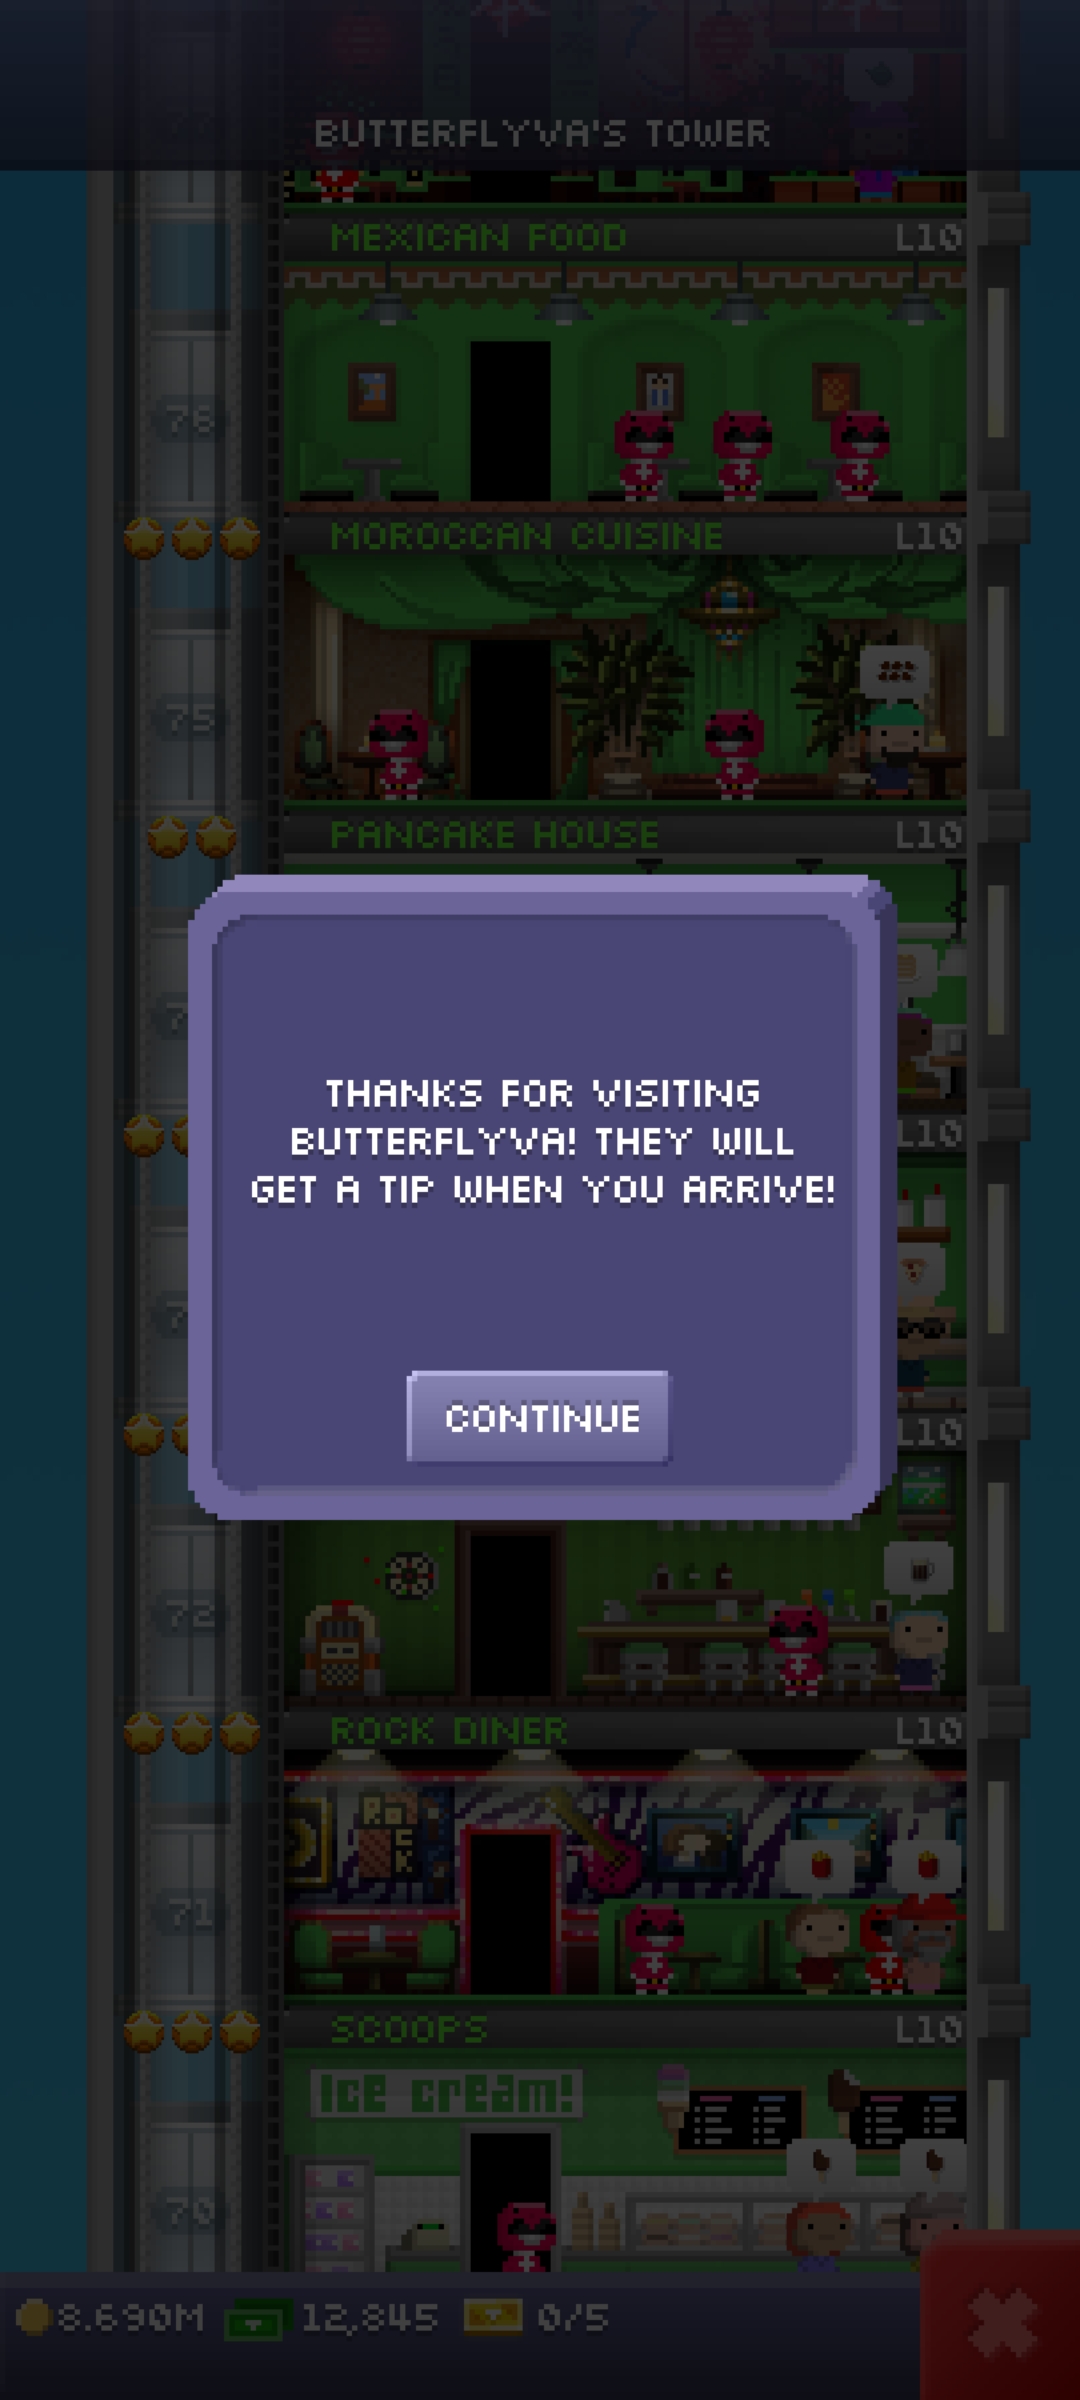 BUTTERFLYVA'S TOWER
MEXICAN FOOD L10
78
MOROCCAN CUISINE L10
75
PANCAKE HOUSE L10
THANKS FOR VISITING
BUTTERFLYVA! THEY WILL
GET A TIP WHEN YOU ARRIVE!
L10
CONTINUE
L10
72
ROCK DINER L10
ROCK
71
SCOOPS L10
Ice cream!
70
8.690M 12,845 0/5